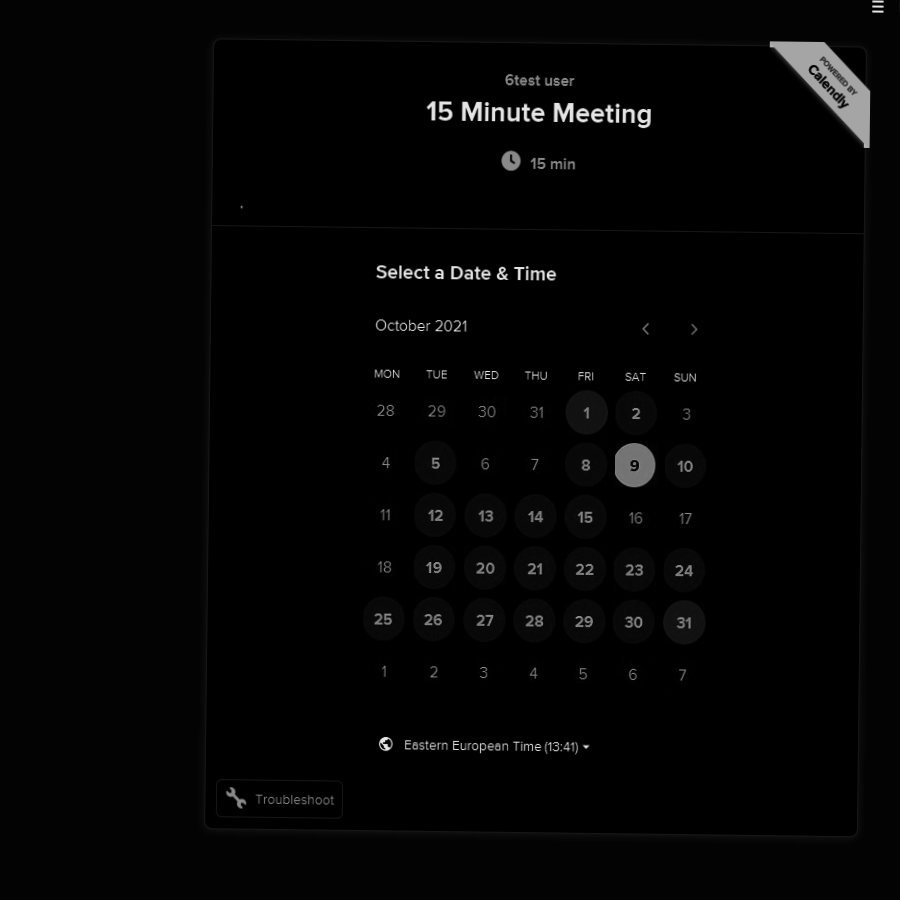 POWERED BY
Calendly
6test user
15 Minute Meeting
15 min
Select a Date & Time
October 2021
MON TUE WED THU FRI SAT SUN
28 29 30 31 1 2 3
4 5 6 7 8 9 10
11 12 13 14 15 16 17
18 19 20 21 22 23 24
25 26 27 28 29 30 31
1 2 3 4 5 6 7
Eastern European Time (13:41)
Troubleshoot